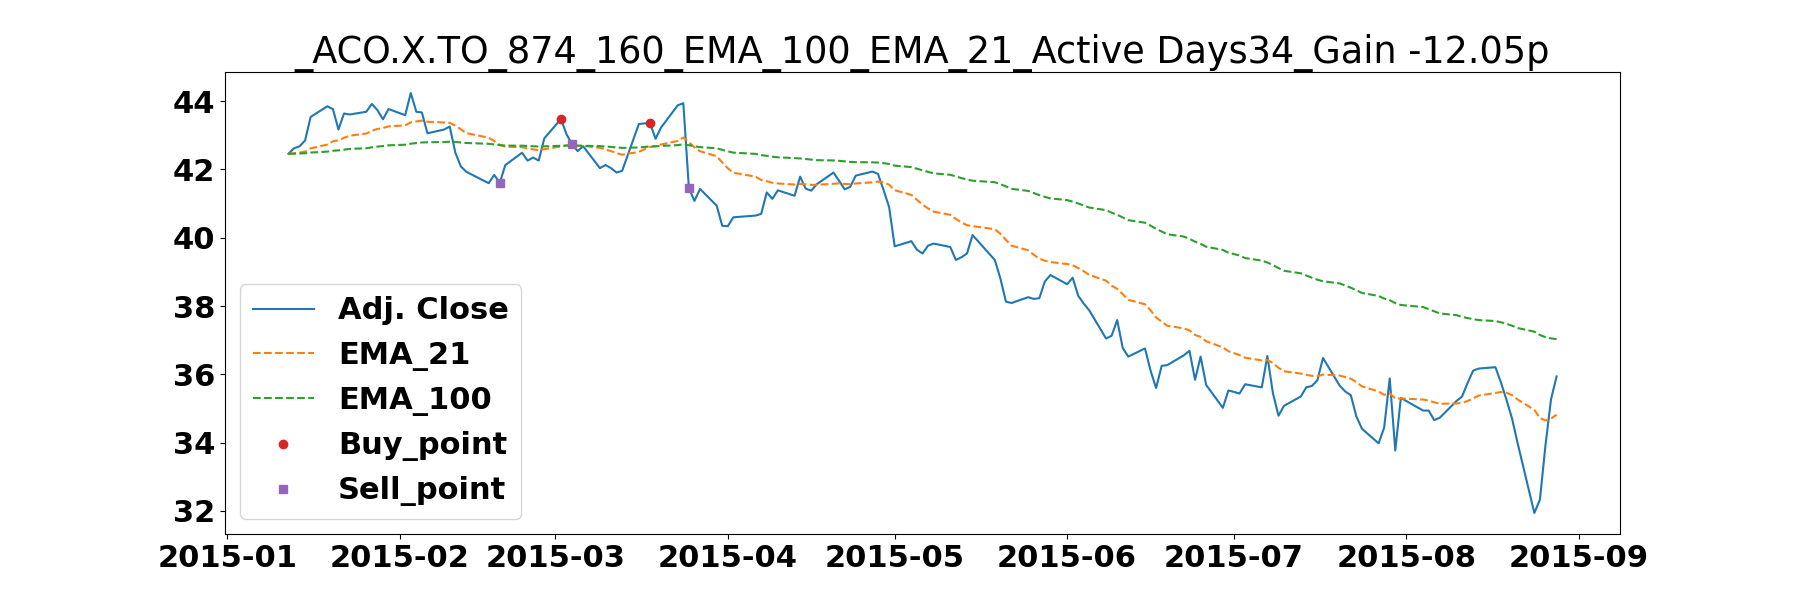 _ACO.X.TO_874_160_EMA_100_EMA_21_Active Days34_Gain -12.05p
44
42
40
38
36
34
32
Adj. Close
EMA_21
EMA_100
Buy_point
Sell_point
2015-01 2015-02 2015-03 2015-04 2015-05 2015-06 2015-07 2015-08 2015-09